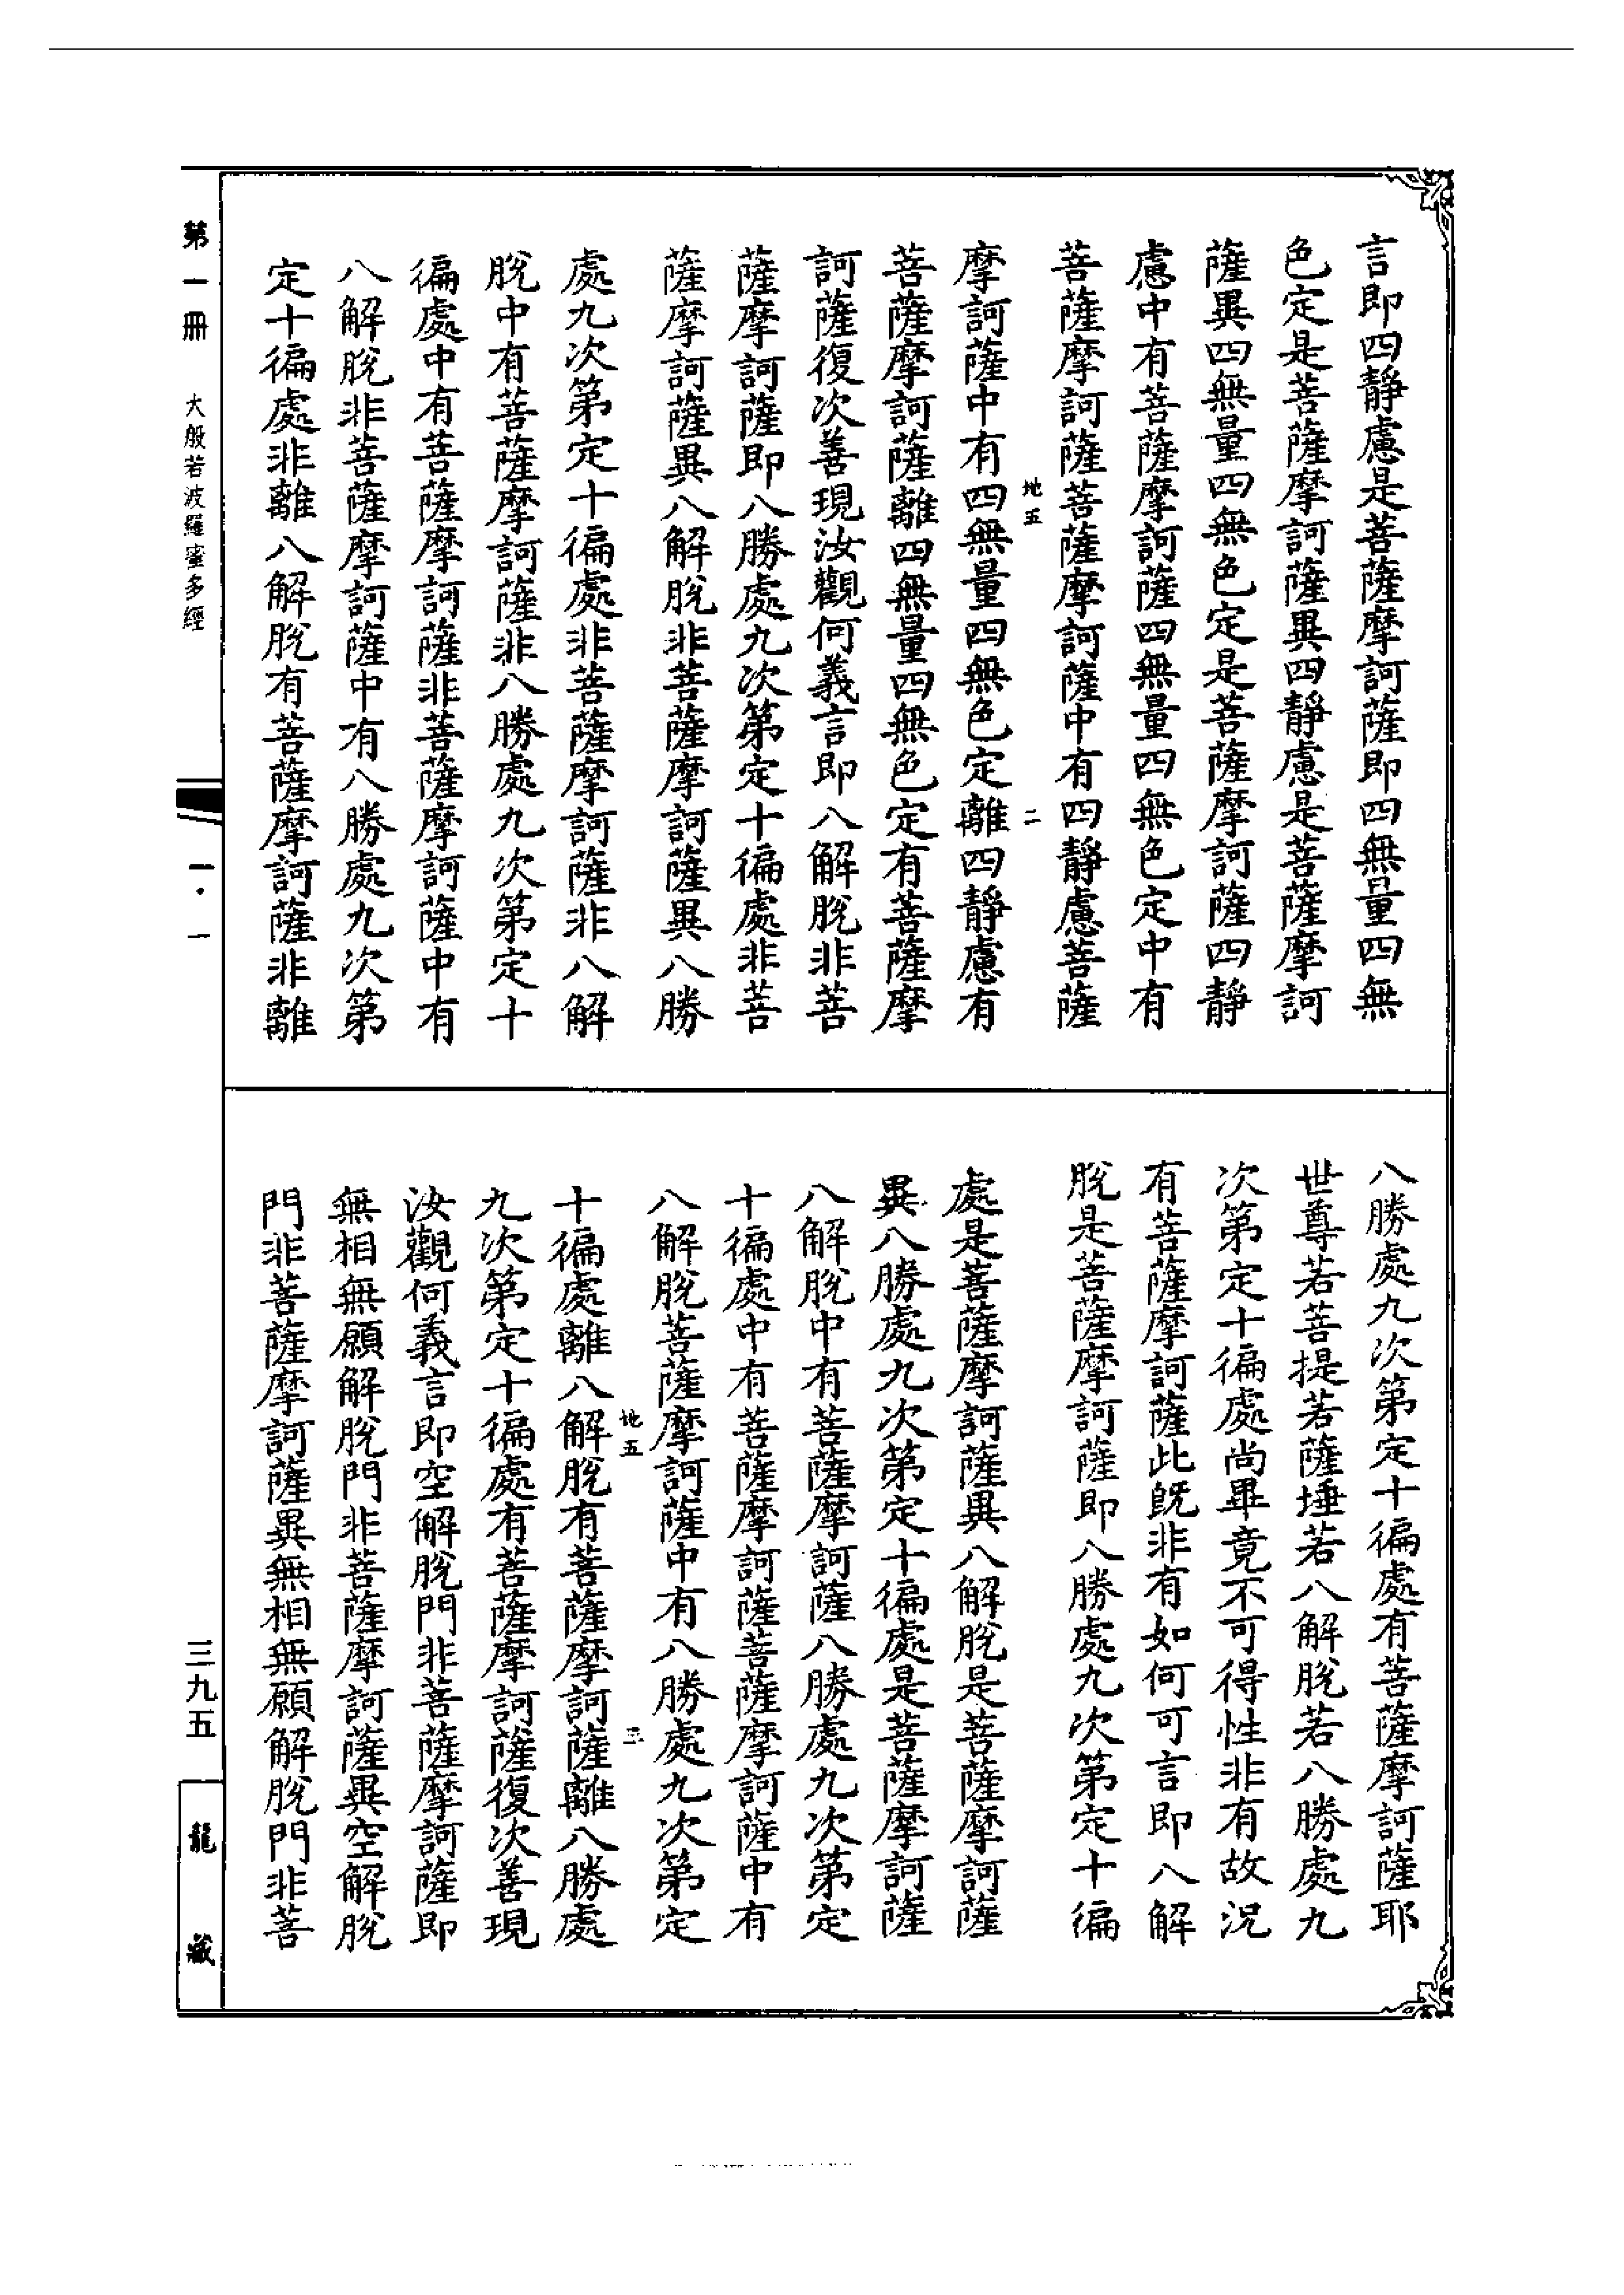 言即四靜慮是菩薩摩訶薩即四無量四無
色定是菩薩摩訶薩異四靜慮是菩薩摩訶
薩異四無量四無色定是菩薩摩訶薩四靜
慮中有菩薩摩訶薩四無量四無色定中有
菩薩摩訶薩菩薩摩訶薩中有四靜慮菩薩
地五
二
摩訶薩中有四無量四無色定離四靜慮有
菩薩摩訶薩離四無量四無色定有菩薩摩
訶薩復次善現汝觀何義言即八解脫非菩
薩摩訶薩即八勝處九次第定十徧處非菩
薩摩訶薩異八解脫非菩薩摩訶薩異八勝
處九次第定十徧處非菩薩摩訶薩非八解
脫中有菩薩摩訶薩非八勝處九次第定十
徧處中有菩薩摩訶薩非菩薩摩訶薩中有
八解脫非菩薩摩訶薩中有八勝處九次第
定十徧處非離八解脫有菩薩摩訶薩非離
八勝處九次第定十徧處有菩薩摩訶薩耶
世尊若菩提若薩埵若八解脫若八勝處九
次第定十徧處尚畢竟不可得性非有故況
有菩薩摩訶薩此既非有如何可言即八解
脫是菩薩摩訶薩即八勝處九次第定十徧
處是菩薩摩訶薩異八解脫是菩薩摩訶薩
異八勝處九次第定十徧處是菩薩摩訶薩
八解脫中有菩薩摩訶薩八勝處九次第定
十徧處中有菩薩摩訶薩菩薩摩訶薩中有
八解脫菩薩摩訶薩中有八勝處九次第定
地五
三
十徧處離八解脫有菩薩摩訶薩離八勝處
九次第定十徧處有菩薩摩訶薩復次善現
汝觀何義言即空解脫門非菩薩摩訶薩即
無相無願解脫門非菩薩摩訶薩異空解脫
門非菩薩摩訶薩異無相無願解脫門非菩
第一冊
大般若波羅蜜多經
一·一
三九五
龍藏